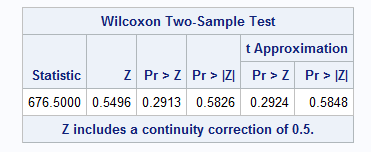 Wilcoxon Two-Sample Test
t Approximation
Statistic Z Pr > Z Pr > |Z| Pr > Z Pr > |Z|
676.5000 0.5496 0.2913 0.5826 0.2924 0.5848
Z includes a continuity correction of 0.5.